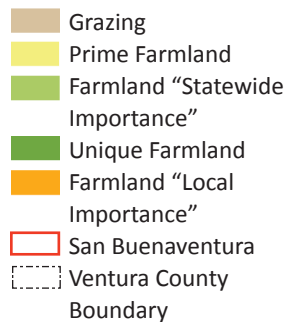 Grazing
Prime Farmland
Farmland “Statewide
Importance”
Unique Farmland
Farmland “Local
Importance”
San Buenaventura
Ventura County
Boundary